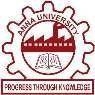 ANNA UNIVERSITY
PROGRESS THROUGH KNOWLEDGE